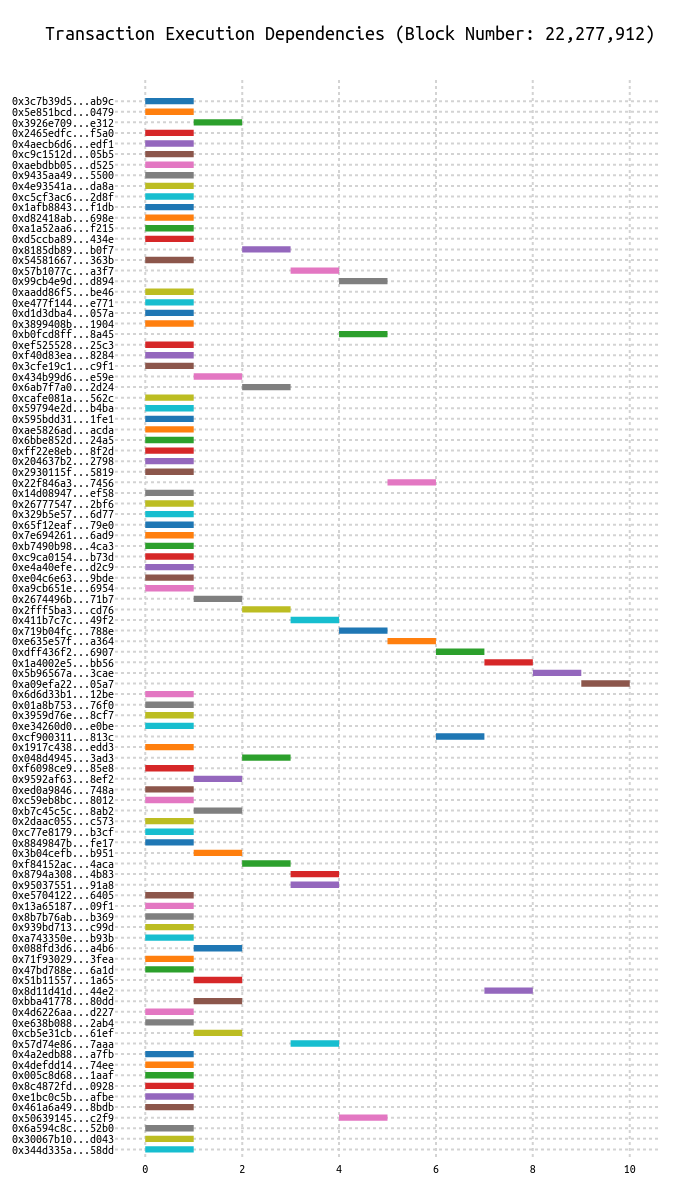 Transaction Execution Dependencies (Block Number: 22,277,912)
0x3c7b39d5...ab9c
0x5e851bcd...0479
0x3926e709...e312
0x2465edfc...f5a0
0x4aecb6d6...edf1
0xc9c1512d...05b5
0xaebdbb05...d525
0x9435aa49...5500
0x4e93541a...da8a
0xc5cf3ac6...2d8f
0x1afb8843...f1db
0xd82418ab...698e
0xa1a52aa6...f215
0xd5ccba89...434e
0x8185db89...b0f7
0x54581667...363b
0x57b1077c...a3f7
0x99cb4e9d...d894
0xaadd86f5...be46
0xe477f144...e771
0xd1d3dba4...057a
0x3899408b...1904
0xb0fcd8ff...8a45
0xef525528...25c3
0xf40d83ea...8284
0x3cfe19c1...c9f1
0x434b99d6...e59e
0x6ab7f7a0...2d24
0xcafe081a...562c
0x59794e2d...b4ba
0x595bdd31...1fe1
0xae5826ad...acda
0x6bbe852d...24a5
0xff22e8eb...8f2d
0x204637b2...2798
0x2930115f...5819
0x22f846a3...7456
0x14d08947...ef58
0x26777547...2bf6
0x329b5e57...6d77
0x65f12eaf...79e0
0x7e694261...6ad9
0xb7490b98...4ca3
0xc9ca0154...b73d
0xe4a40efe...d2c9
0xe04c6e63...9bde
0xa9cb651e...6954
0x2674496b...71b7
0x2fff5ba3...cd76
0x411b7c7c...49f2
0x719b04fc...788e
0xe635e57f...a364
0xdff436f2...6907
0x1a4002e5...bb56
0x5b96567a...3cae
0xa09efa22...05a7
0x6d6d33b1...12be
0x01a8b753...76f0
0x3959d76e...8cf7
0xe34260d0...e0be
0xcf900311...813c
0x1917c438...edd3
0x048d4945...3ad3
0xf6098ce9...85e8
0x9592af63...8ef2
0xed0a9846...748a
0xc59eb8bc...8012
0xb7c45c5c...8ab2
0x2daac055...c573
0xc77e8179...b3cf
0x8849847b...fe17
0x3b04cefb...b951
0xf84152ac...4aca
0x8794a308...4b83
0x95037551...91a8
0xe5704122...6405
0x13a65187...09f1
0x8b7b76ab...b369
0x939bd713...c99d
0xa743350e...b93b
0x088fd3d6...a4b6
0x71f93029...3fea
0x47bd788e...6a1d
0x51b11557...1a65
0x8d11d41d...44e2
0xbba41778...80dd
0x4d6226aa...d227
0xe638b088...2ab4
0xcb5e31cb...61ef
0x57d74e86...7aaa
0x4a2edb88...a7fb
0x4defdd14...74ee
0x005c8d68...1aaf
0x8c4872fd...0928
0xe1bc0c5b...afbe
0x461a6a49...8bdb
0x50639145...c2f9
0x6a594c8c...52b0
0x30067b10...d043
0x344d335a...58dd
0 2 4 6 8 10